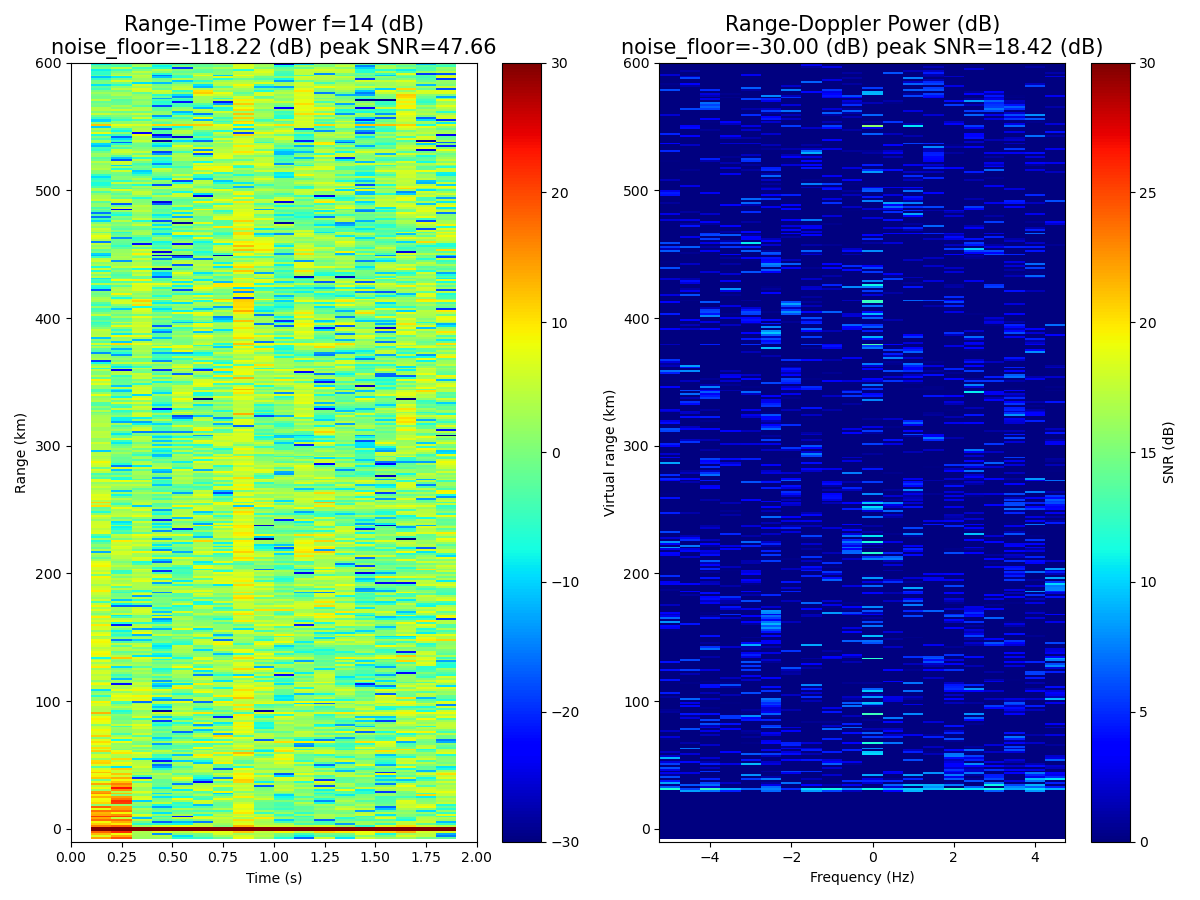 Range-Time Power f=14 (dB)
noise_floor=-118.22 (dB) peak SNR=47.66
600
500
400
300
200
100
0
Range (km)
0.00 0.25 0.50 0.75 1.00 1.25 1.50 1.75 2.00
Time (s)
30
20
10
0
−10
−20
−30
Range-Doppler Power (dB)
noise_floor=-30.00 (dB) peak SNR=18.42 (dB)
600
500
400
300
200
100
0
Virtual range (km)
−4 −2 0 2 4
Frequency (Hz)
30
25
20
15
10
5
0
SNR (dB)